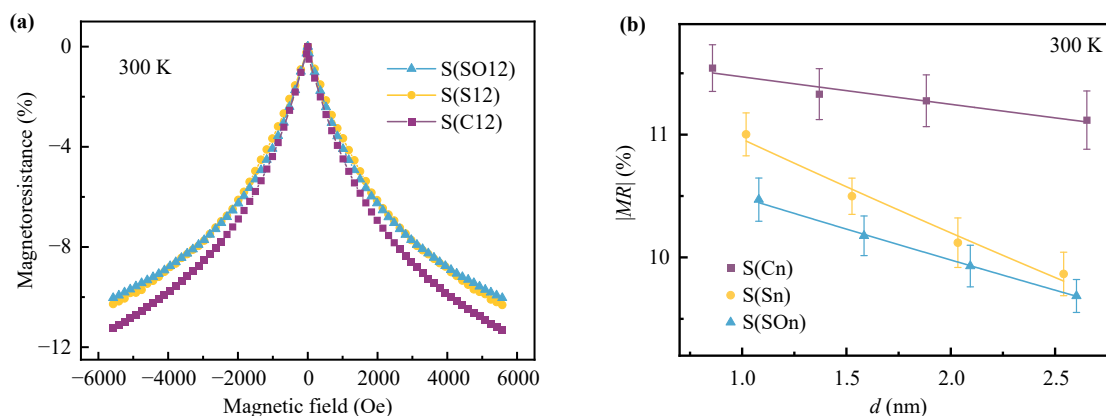 (a)
300 K
S(SO12)
S(S12)
S(C12)
Magnetoresistance (%)
0
−4
−8
−12
−6000 −4000 −2000 0 2000 4000 6000
Magnetic field (Oe)
(b)
300 K
|MR| (%)
11
10
S(Cn)
S(Sn)
S(SOn)
1.0 1.5 2.0 2.5
d (nm)